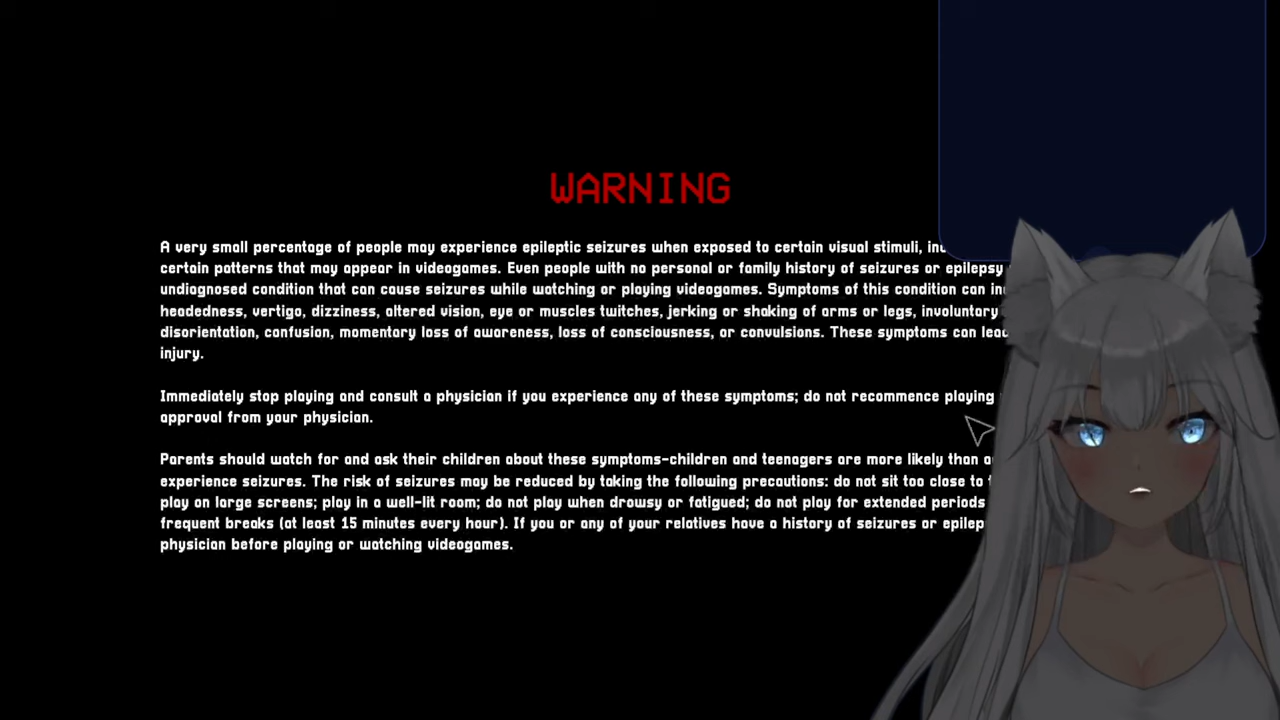 WARNING
A very small percentage of people may experience epileptic seizures when exposed to certain visual stimuli,
certain patterns that may appear in videogames. Even people with no personal or family history of seizures or epilepsy
undiagnosed condition that can cause seizures while watching or playing videogames. Symptoms of this condition can
headedness, vertigo, dizziness, altered vision, eye or muscles twitches, jerking or shaking of arms or legs, involuntary
disorientation, confusion, momentary loss of awareness, loss of consciousness, or convulsions. These symptoms can
injury.
Immediately stop playing and consult a physician if you experience any of these symptoms; do not recommence playing
approval from your physician.
Parents should watch for and ask their children about these symptoms-children and teenagers are more likely than
experience seizures. The risk of seizures may be reduced by taking the following precautions: do not sit too close to
play on large screens; play in a well-lit room; do not play when drowsy or fatigued; do not play for extended periods
frequent breaks (at least 15 minutes every hour). If you or any of your relatives have a history of seizures or
physician before playing or watching videogames.